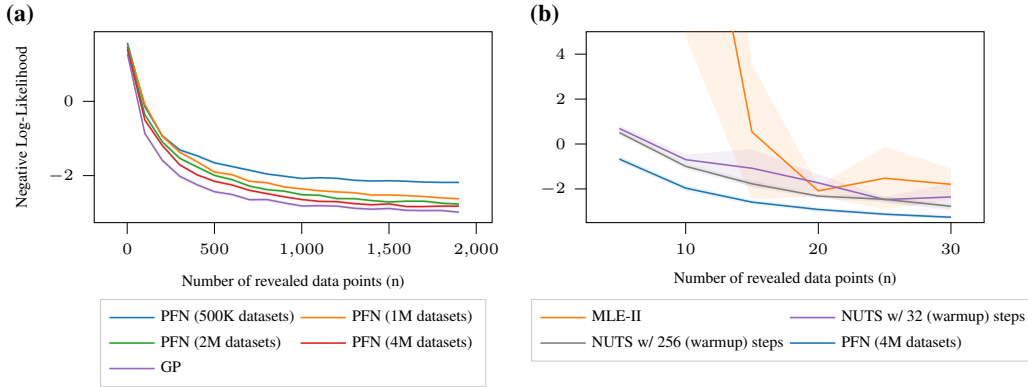 (a)
Negative Log-Likelihood
0
−2
0
500
1,000
1,500
2,000
Number of revealed data points (n)
PFN (500K datasets)
PFN (1M datasets)
PFN (2M datasets)
PFN (4M datasets)
GP
(b)
4
2
0
−2
10
20
30
Number of revealed data points (n)
MLE-II
NUTS w/ 32 (warmup) steps
NUTS w/ 256 (warmup) steps
PFN (4M datasets)